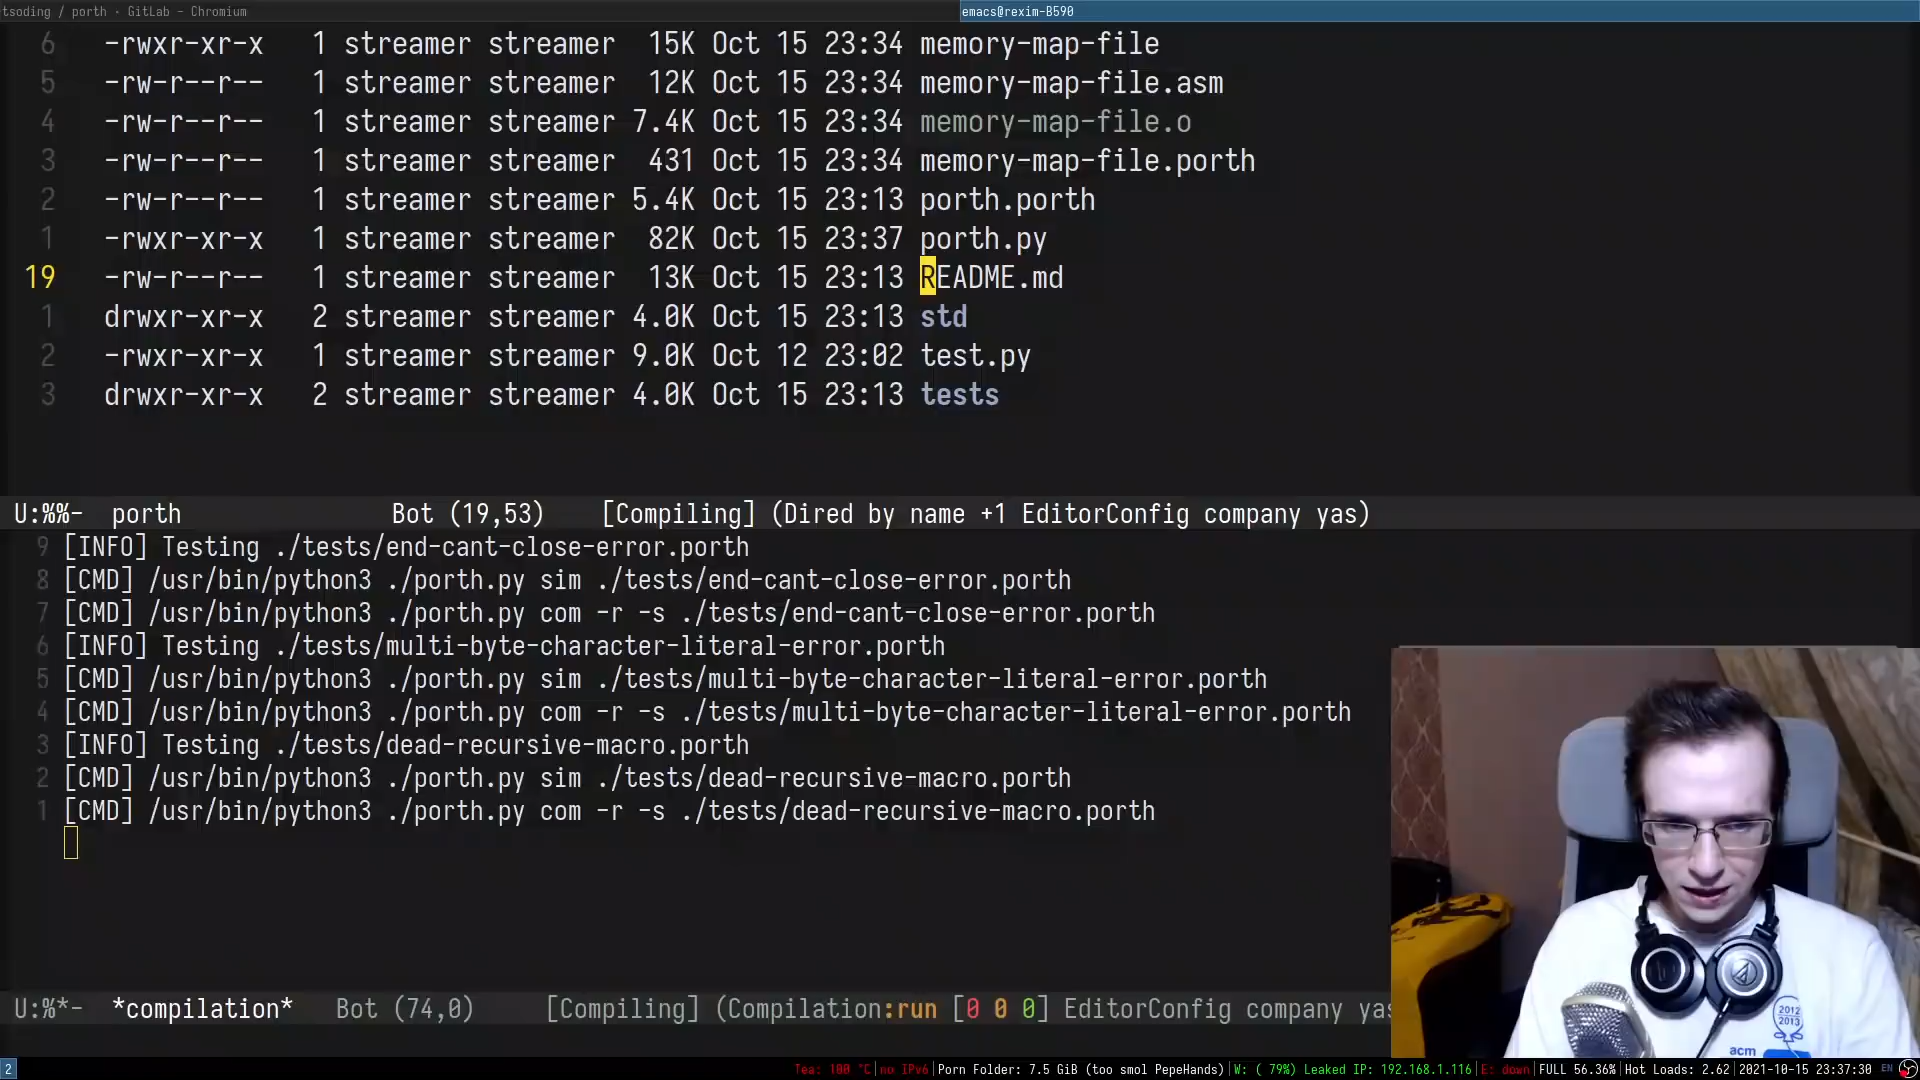 tsoding / porth · GitLab - Chromium
emacs@rexim-B590
6 -rwxr-xr-x 1 streamer streamer 15K Oct 15 23:34 memory-map-file
5 -rw-r--r-- 1 streamer streamer 12K Oct 15 23:34 memory-map-file.asm
4 -rw-r--r-- 1 streamer streamer 7.4K Oct 15 23:34 memory-map-file.o
3 -rw-r--r-- 1 streamer streamer 431 Oct 15 23:34 memory-map-file.porth
2 -rw-r--r-- 1 streamer streamer 5.4K Oct 15 23:13 porth.porth
1 -rwxr-xr-x 1 streamer streamer 82K Oct 15 23:37 porth.py
19 -rw-r--r-- 1 streamer streamer 13K Oct 15 23:13 README.md
1 drwxr-xr-x 2 streamer streamer 4.0K Oct 15 23:13 std
2 -rwxr-xr-x 1 streamer streamer 9.0K Oct 12 23:02 test.py
3 drwxr-xr-x 2 streamer streamer 4.0K Oct 15 23:13 tests
U:%%- porth Bot (19,53) [Compiling] (Dired by name +1 EditorConfig company yas)
9 [INFO] Testing ./tests/end-cant-close-error.porth
8 [CMD] /usr/bin/python3 ./porth.py sim ./tests/end-cant-close-error.porth
7 [CMD] /usr/bin/python3 ./porth.py com -r -s ./tests/end-cant-close-error.porth
6 [INFO] Testing ./tests/multi-byte-character-literal-error.porth
5 [CMD] /usr/bin/python3 ./porth.py sim ./tests/multi-byte-character-literal-error.porth
4 [CMD] /usr/bin/python3 ./porth.py com -r -s ./tests/multi-byte-character-literal-error.porth
3 [INFO] Testing ./tests/dead-recursive-macro.porth
2 [CMD] /usr/bin/python3 ./porth.py sim ./tests/dead-recursive-macro.porth
1 [CMD] /usr/bin/python3 ./porth.py com -r -s ./tests/dead-recursive-macro.porth
U:%*- *compilation* Bot (74,0) [Compiling] (Compilation:run [0 0 0] EditorConfig company yas
2012
2013
acm
2 Tea: 100 °C|no IPv6|Porn Folder: 7.5 GiB (too smol PepeHands)|W: ( 79%) Leaked IP: 192.168.1.116|E: down|FULL 56.36%|Hot Loads: 2.62|2021-10-15 23:37:30 EN